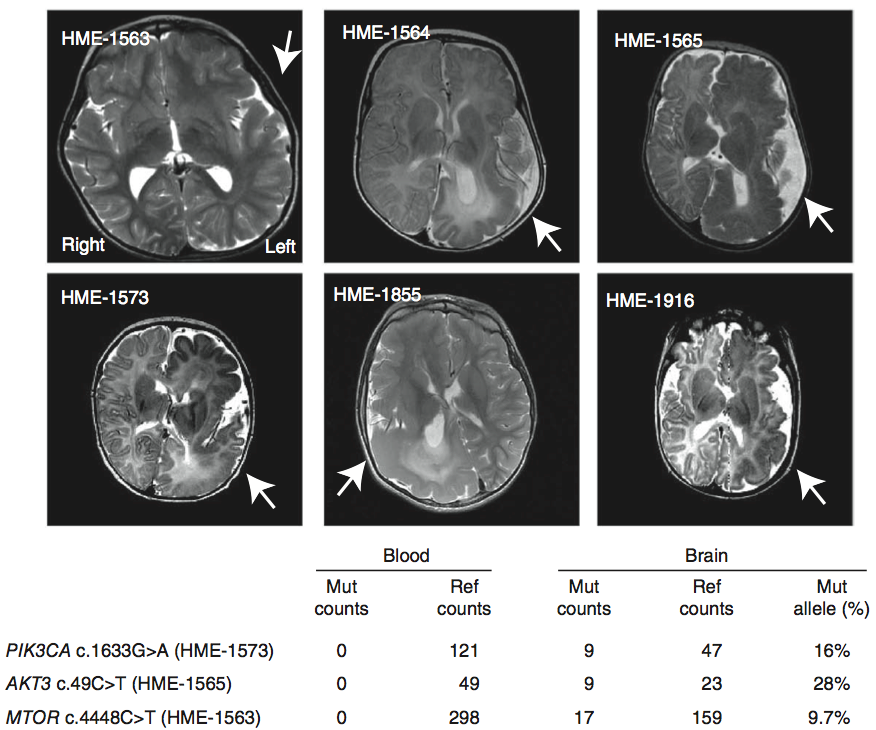 HME-1563
HME-1564
HME-1565
Right
Left
HME-1573
HME-1855
HME-1916
Blood Brain
Mut counts Ref counts Mut counts Ref counts Mut allele (%)
PIK3CA c.1633G>A (HME-1573) 0 121 9 47 16%
AKT3 c.49C>T (HME-1565) 0 49 9 23 28%
MTOR c.4448C>T (HME-1563) 0 298 17 159 9.7%